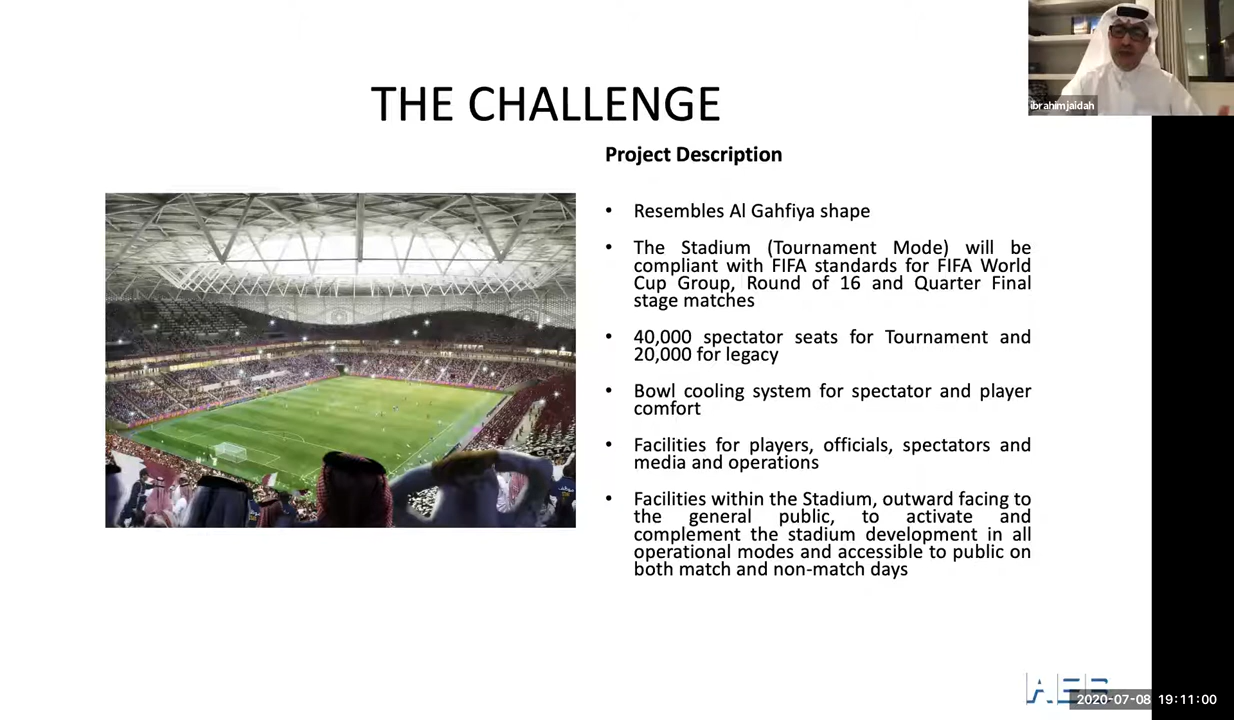 ibrahimjaidah
THE CHALLENGE
Project Description
• Resembles Al Gahfiya shape
• The Stadium (Tournament Mode) will be
compliant with FIFA standards for FIFA World
Cup Group, Round of 16 and Quarter Final
stage matches
• 40,000 spectator seats for Tournament and
20,000 for legacy
• Bowl cooling system for spectator and player
comfort
• Facilities for players, officials, spectators and
media and operations
• Facilities within the Stadium, outward facing to
the general public, to activate and
complement the stadium development in all
operational modes and accessible to public on
both match and non-match days
2020-07-08 19:11:00